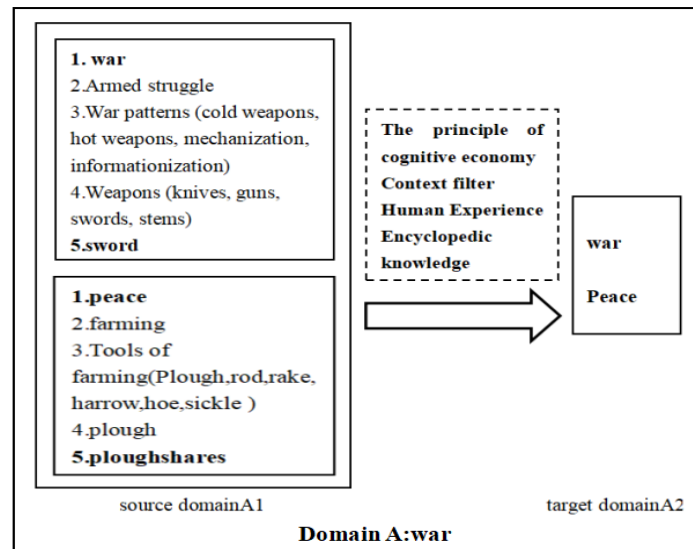 1. war
2.Armed struggle
3.War patterns (cold weapons,
hot weapons, mechanization,
informationization)
4.Weapons (knives, guns,
swords, stems)
5.sword
1.peace
2.farming
3.Tools of
farming(Plough,rod,rake,
harrow,hoe,sickle )
4.plough
5.ploughshares
source domainA1
The principle of
cognitive economy
Context filter
Human Experience
Encyclopedic
knowledge
war
Peace
target domainA2
Domain A:war